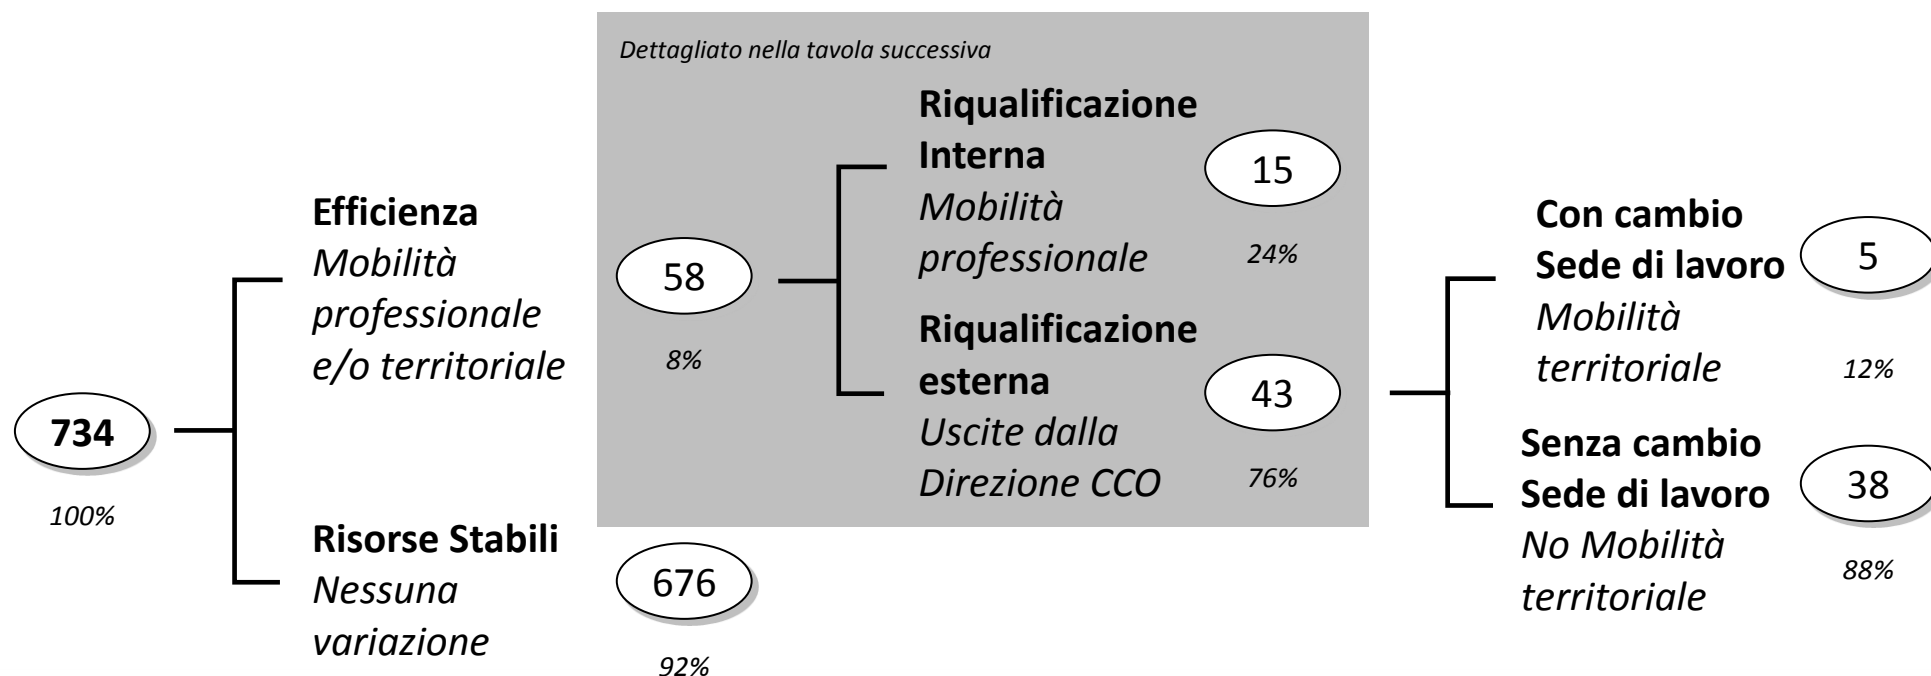 Dettagliato nella tavola successiva
734
100%
Efficienza
Mobilità
professionale
e/o territoriale
58
8%
Risorse Stabili
Nessuna
variazione
676
92%
Riqualificazione
Interna
Mobilità
professionale
15
24%
Riqualificazione
esterna
Uscite dalla
Direzione CCO
43
76%
Con cambio
Sede di lavoro
Mobilità
territoriale
5
12%
Senza cambio
Sede di lavoro
No Mobilità
territoriale
38
88%